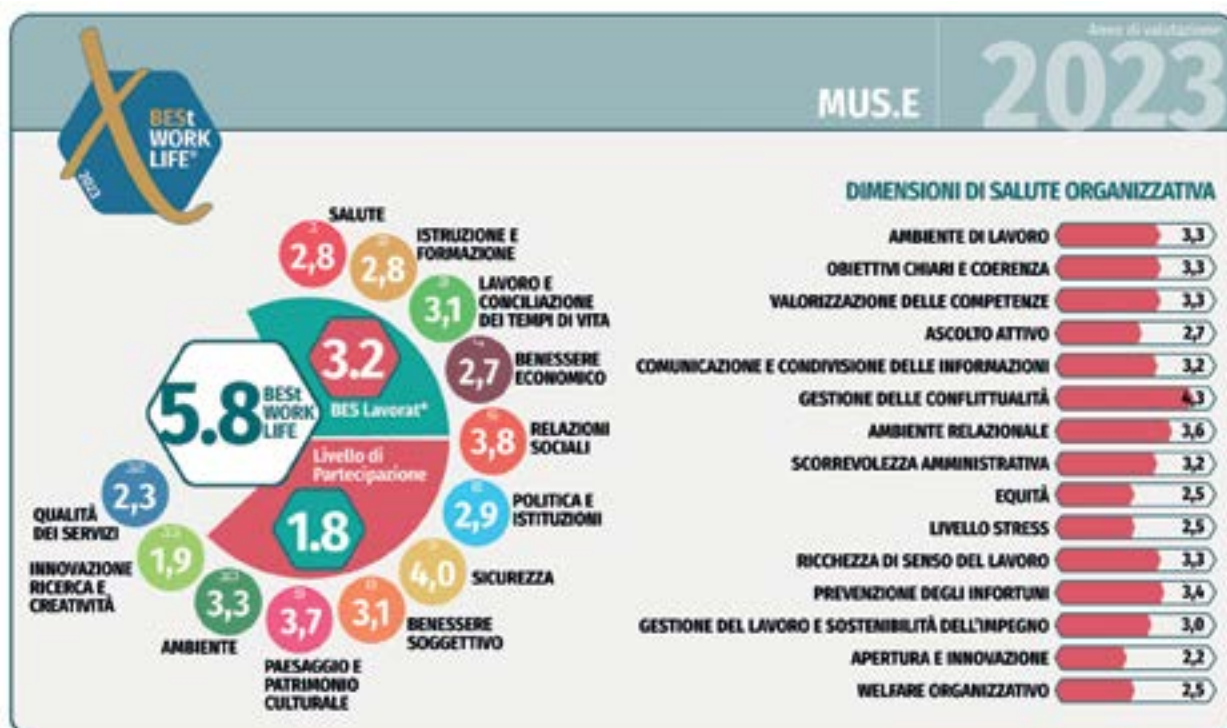 Anno di valutazione
2023
MUS.E
BESt
WORK
LIFE®
2023
SALUTE
2,8
ISTRUZIONE E
FORMAZIONE
2,8
LAVORO E
CONCILIAZIONE
DEI TEMPI DI VITA
3,1
BENESSERE
ECONOMICO
2,7
RELAZIONI
SOCIALI
3,8
POLITICA E
ISTITUZIONI
2,9
SICUREZZA
4,0
BENESSERE
SOGGETTIVO
3,1
PAESAGGIO E
PATRIMONIO
CULTURALE
3,7
AMBIENTE
3,3
INNOVAZIONE
RICERCA E
CREATIVITÀ
1,9
QUALITÀ
DEI SERVIZI
2,3
5.8
BESt
WORK
LIFE
3.2
BES Lavorat*
Livello di
Partecipazione
1.8
DIMENSIONI DI SALUTE ORGANIZZATIVA
AMBIENTE DI LAVORO 3,3
OBIETTIVI CHIARI E COERENZA 3,3
VALORIZZAZIONE DELLE COMPETENZE 3,3
ASCOLTO ATTIVO 2,7
COMUNICAZIONE E CONDIVISIONE DELLE INFORMAZIONI 3,2
GESTIONE DELLE CONFLITTUALITÀ 4,3
AMBIENTE RELAZIONALE 3,6
SCORREVOLEZZA AMMINISTRATIVA 3,2
EQUITÀ 2,5
LIVELLO STRESS 2,5
RICCHEZZA DI SENSO DEL LAVORO 3,3
PREVENZIONE DEGLI INFORTUNI 3,4
GESTIONE DEL LAVORO E SOSTENIBILITÀ DELL'IMPEGNO 3,0
APERTURA E INNOVAZIONE 2,2
WELFARE ORGANIZZATIVO 2,5